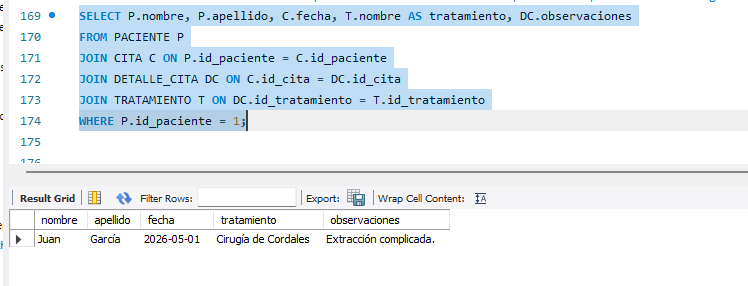 169 SELECT P.nombre, P.apellido, C.fecha, T.nombre AS tratamiento, DC.observaciones
170 FROM PACIENTE P
171 JOIN CITA C ON P.id_paciente = C.id_paciente
172 JOIN DETALLE_CITA DC ON C.id_cita = DC.id_cita
173 JOIN TRATAMIENTO T ON DC.id_tratamiento = T.id_tratamiento
174 WHERE P.id_paciente = 1;
175
176
Result Grid Filter Rows: Export: Wrap Cell Content:
nombre apellido fecha tratamiento observaciones
Juan García 2026-05-01 Cirugía de Cordales Extracción complicada.